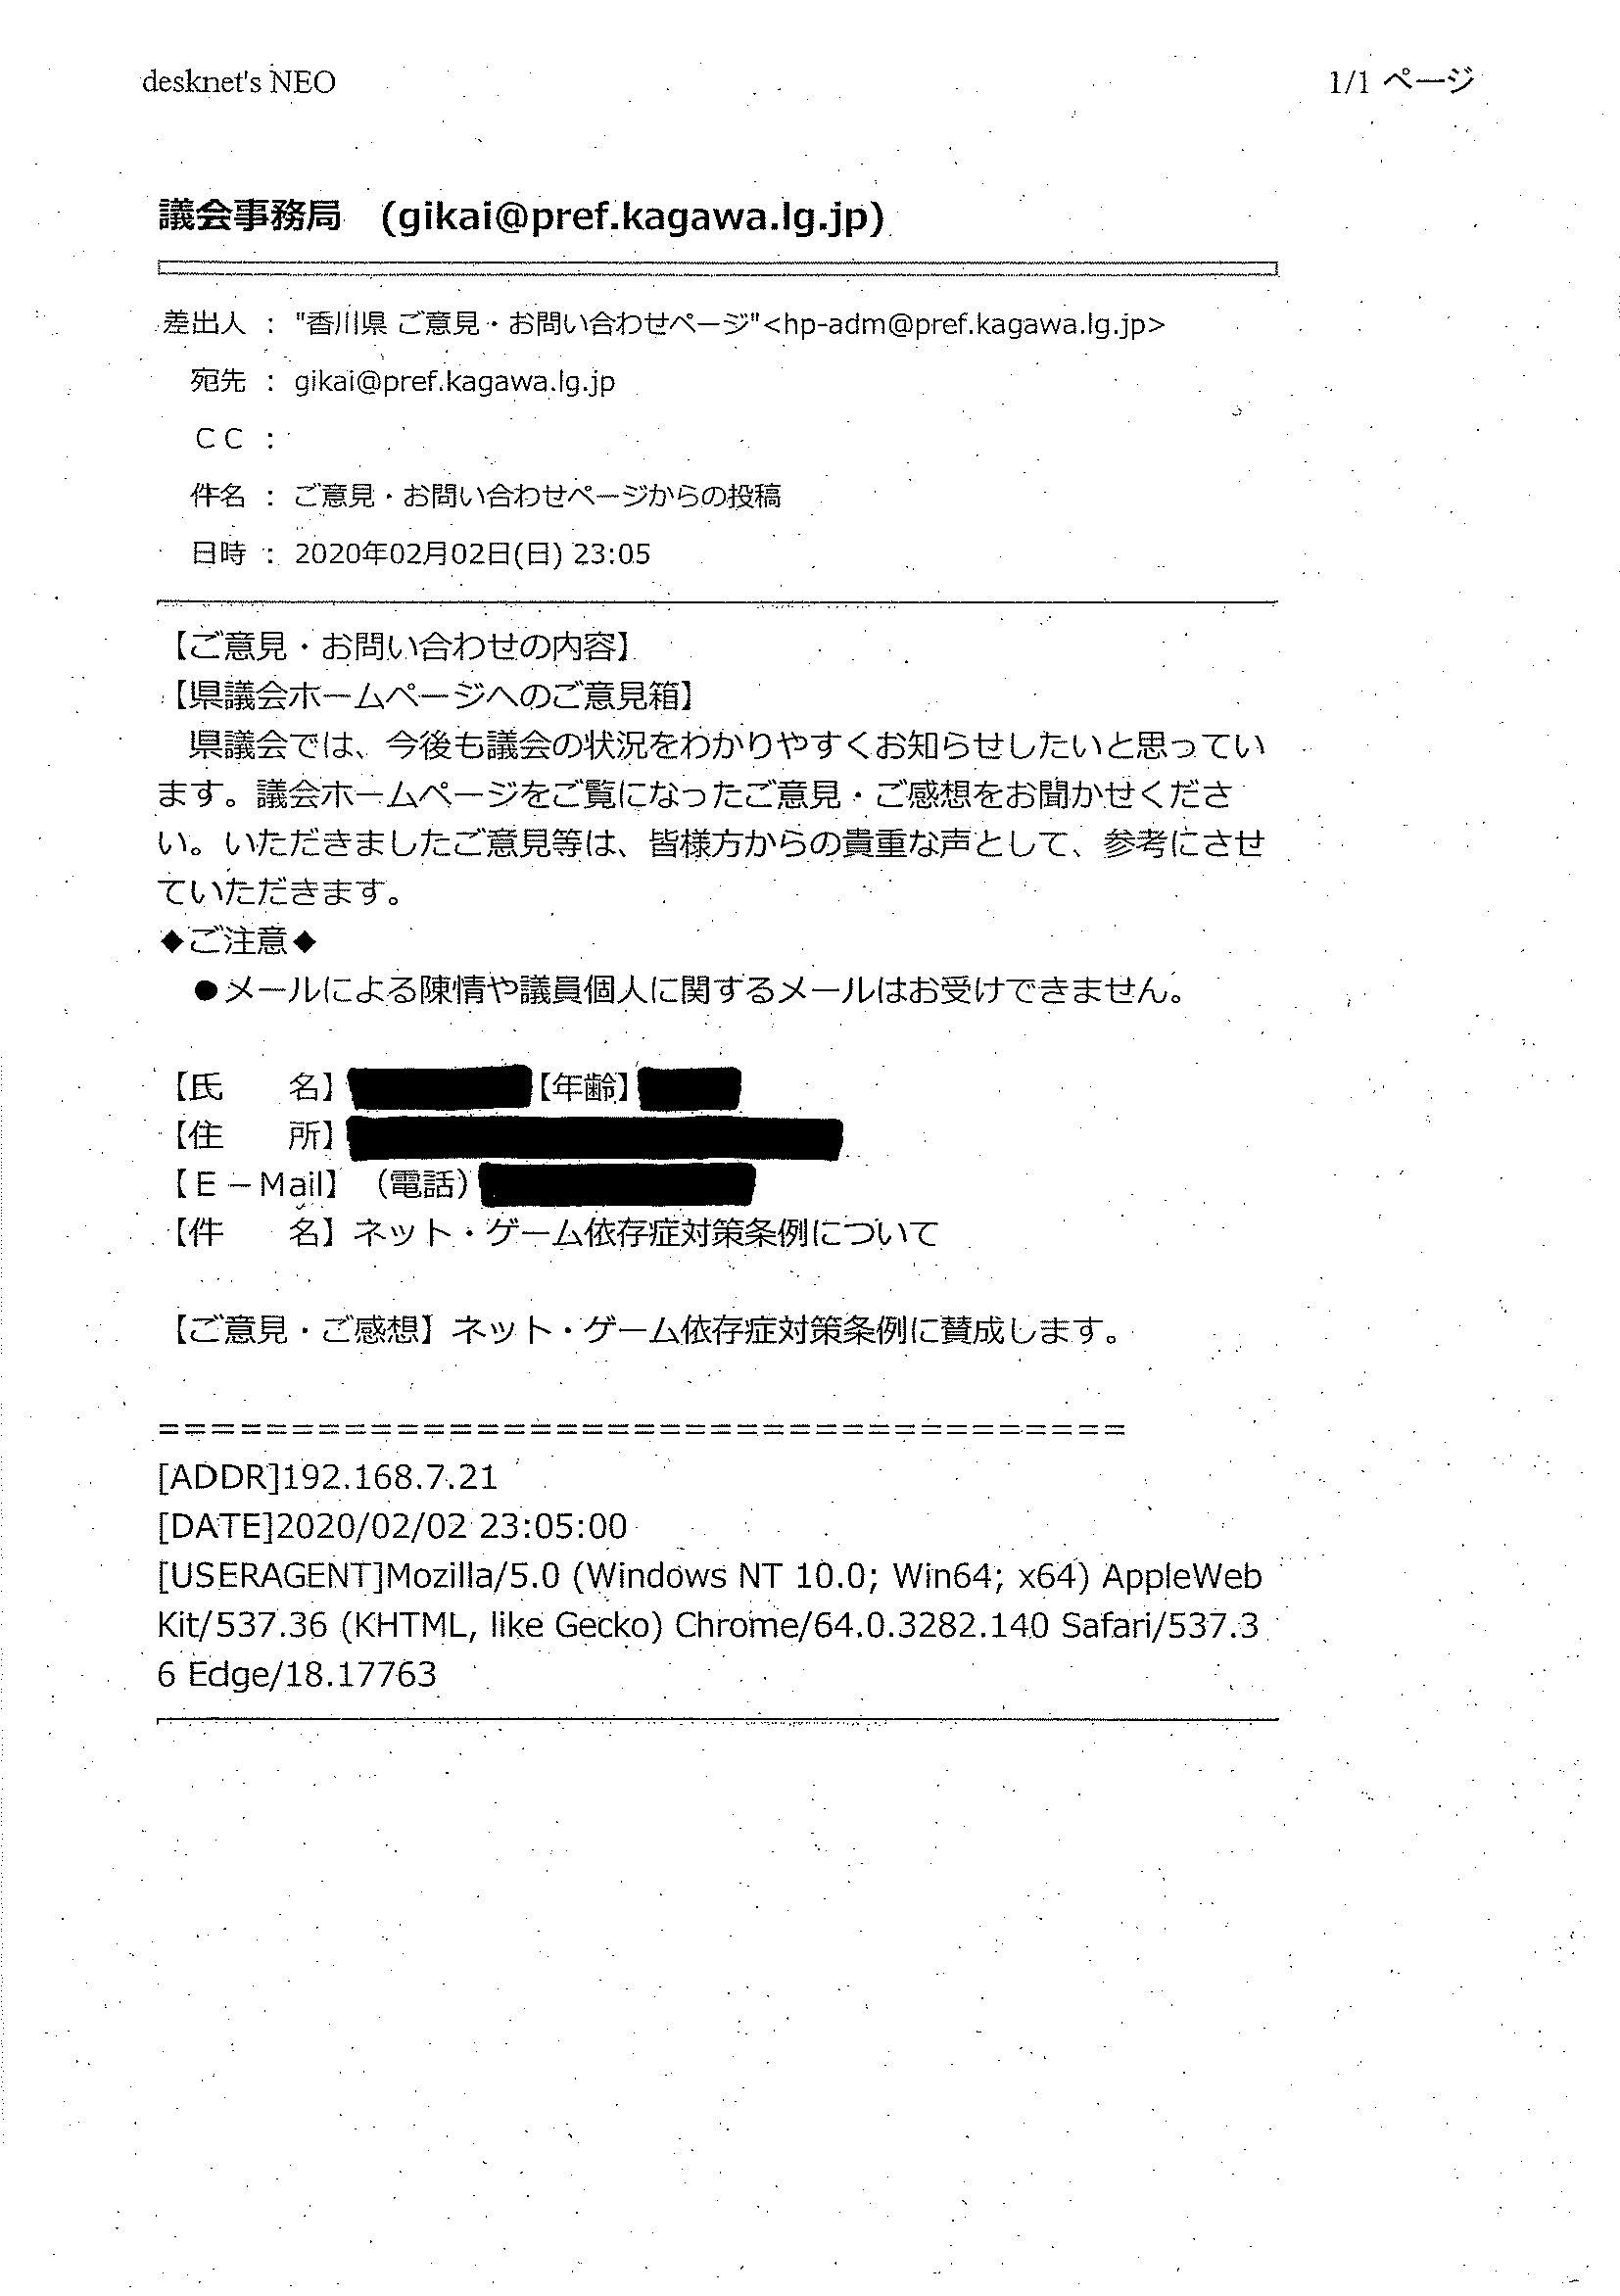 desknet's NEO
1/1 ページ
議会事務局 (gikai@pref.kagawa.lg.jp)
差出人 : "香川県 ご意見・お問い合わせページ"<hp-adm@pref.kagawa.lg.jp>
宛先 : gikai@pref.kagawa.lg.jp
ＣＣ :
件名 : ご意見・お問い合わせページからの投稿
日時 : 2020年02月02日(日) 23:05
【ご意見・お問い合わせの内容】
【県議会ホームページへのご意見箱】
　県議会では、今後も議会の状況をわかりやすくお知らせしたいと思ってい
ます。議会ホームページをご覧になったご意見・ご感想をお聞かせくださ
い。いただきましたご意見等は、皆様方からの貴重な声として、参考にさせ
ていただきます。
◆ご注意◆
　●メールによる陳情や議員個人に関するメールはお受けできません。
【氏　　名】【年齢】
【住　　所】
【Ｅ－Mail】（電話）
【件　　名】ネット・ゲーム依存症対策条例について
【ご意見・ご感想】ネット・ゲーム依存症対策条例に賛成します。
=====================================
[ADDR]192.168.7.21
[DATE]2020/02/02 23:05:00
[USERAGENT]Mozilla/5.0 (Windows NT 10.0; Win64; x64) AppleWeb
Kit/537.36 (KHTML, like Gecko) Chrome/64.0.3282.140 Safari/537.3
6 Edge/18.17763